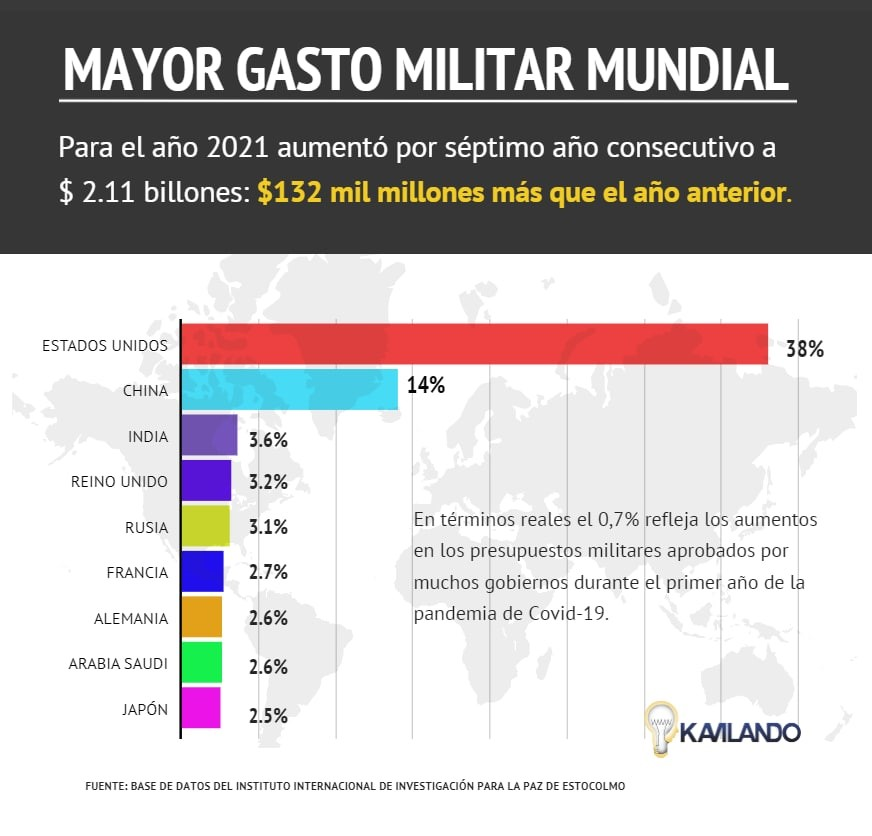 MAYOR GASTO MILITAR MUNDIAL
Para el año 2021 aumentó por séptimo año consecutivo a
$ 2.11 billones: $132 mil millones más que el año anterior.
ESTADOS UNIDOS 38%
CHINA 14%
INDIA 3.6%
REINO UNIDO 3.2%
RUSIA 3.1%
FRANCIA 2.7%
ALEMANIA 2.6%
ARABIA SAUDI 2.6%
JAPÓN 2.5%
En términos reales el 0,7% refleja los aumentos
en los presupuestos militares aprobados por
muchos gobiernos durante el primer año de la
pandemia de Covid-19.
KAVILANDO
FUENTE: BASE DE DATOS DEL INSTITUTO INTERNACIONAL DE INVESTIGACIÓN PARA LA PAZ DE ESTOCOLMO